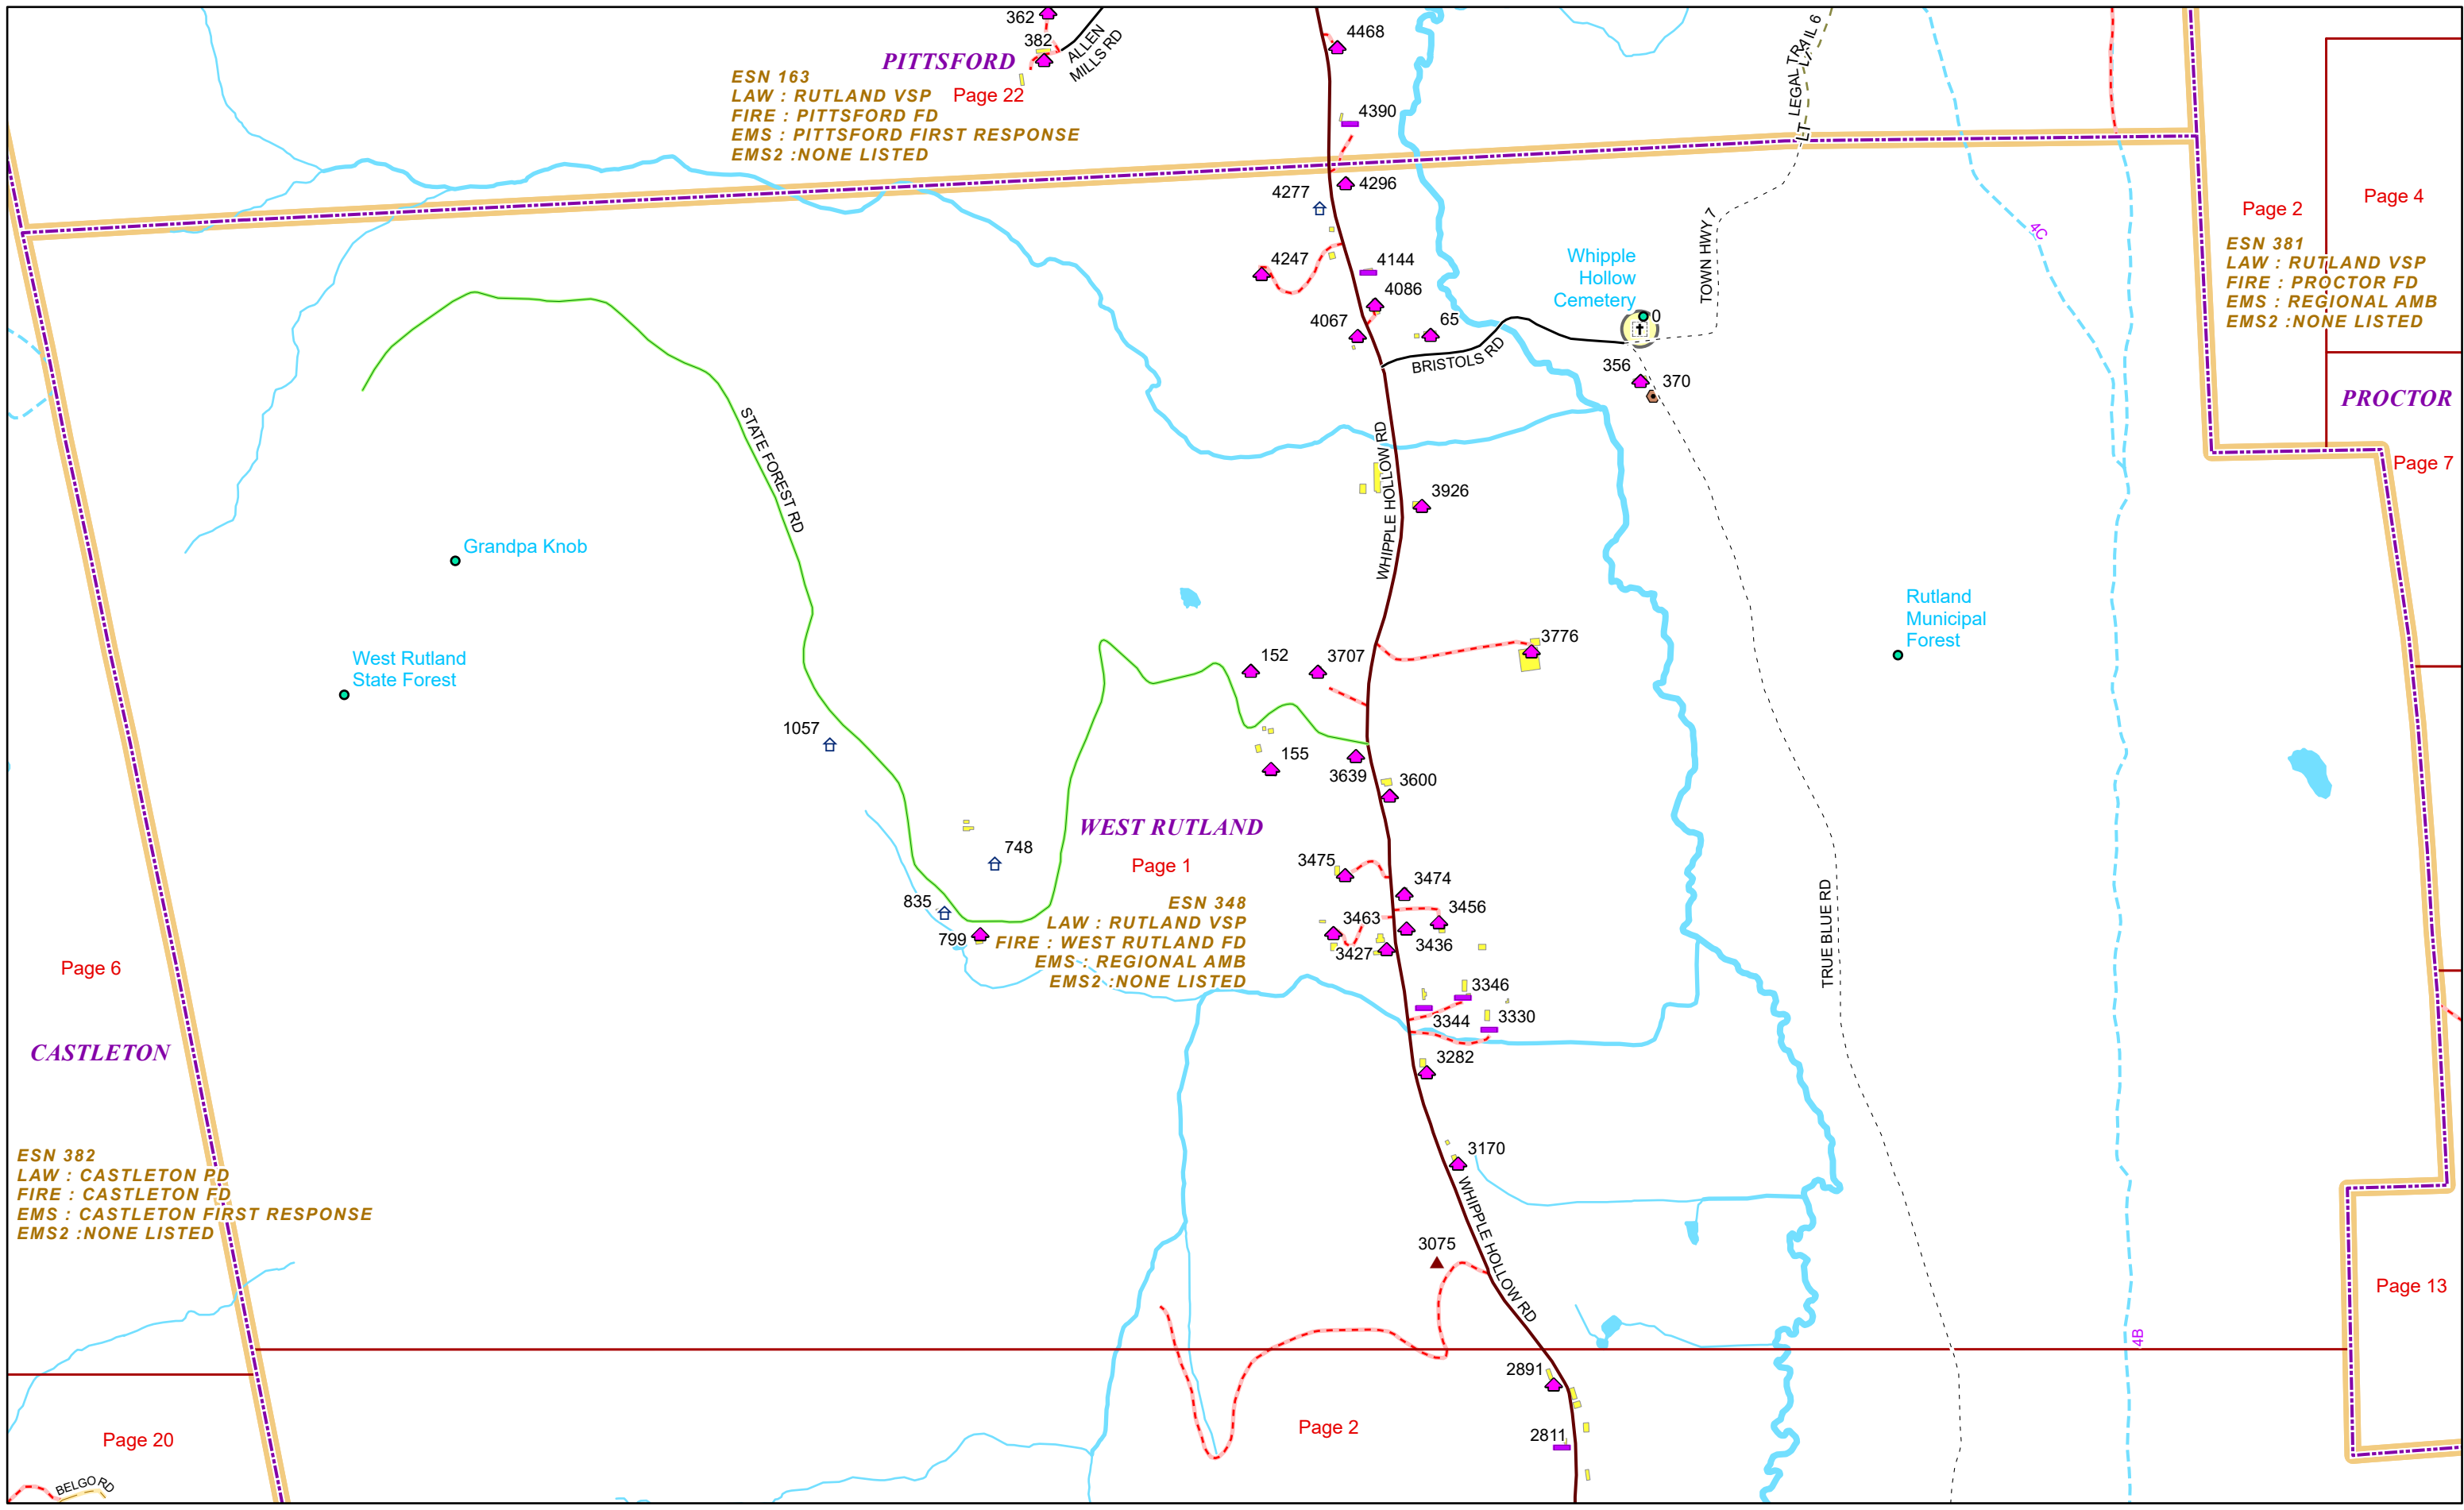 362
382
ALLEN
MILLS RD
PITTSFORD
ESN 163
LAW : RUTLAND VSP
FIRE : PITTSFORD FD
EMS : PITTSFORD FIRST RESPONSE
EMS2 :NONE LISTED
Page 22
4468
4390
LT LEGAL TRAIL 6
4296
4277
4247
4144
4086
4067
65
BRISTOLS RD
Whipple
Hollow
Cemetery
0
TOWN HWY 7
356
370
4C
Page 2
Page 4
ESN 381
LAW : RUTLAND VSP
FIRE : PROCTOR FD
EMS : REGIONAL AMB
EMS2 :NONE LISTED
PROCTOR
Page 7
STATE FOREST RD
WHIPPLE HOLLOW RD
3926
Grandpa Knob
West Rutland
State Forest
Rutland
Municipal
Forest
3776
152
3707
1057
155
3639
3600
WEST RUTLAND
Page 1
748
835
799
ESN 348
LAW : RUTLAND VSP
FIRE : WEST RUTLAND FD
EMS : REGIONAL AMB
EMS2 :NONE LISTED
3475
3474
3463
3456
3427
3436
3346
3344
3330
3282
TRUE BLUE RD
Page 6
CASTLETON
ESN 382
LAW : CASTLETON PD
FIRE : CASTLETON FD
EMS : CASTLETON FIRST RESPONSE
EMS2 :NONE LISTED
3170
WHIPPLE HOLLOW RD
3075
Page 13
4B
2891
Page 2
2811
Page 20
BELGO RD